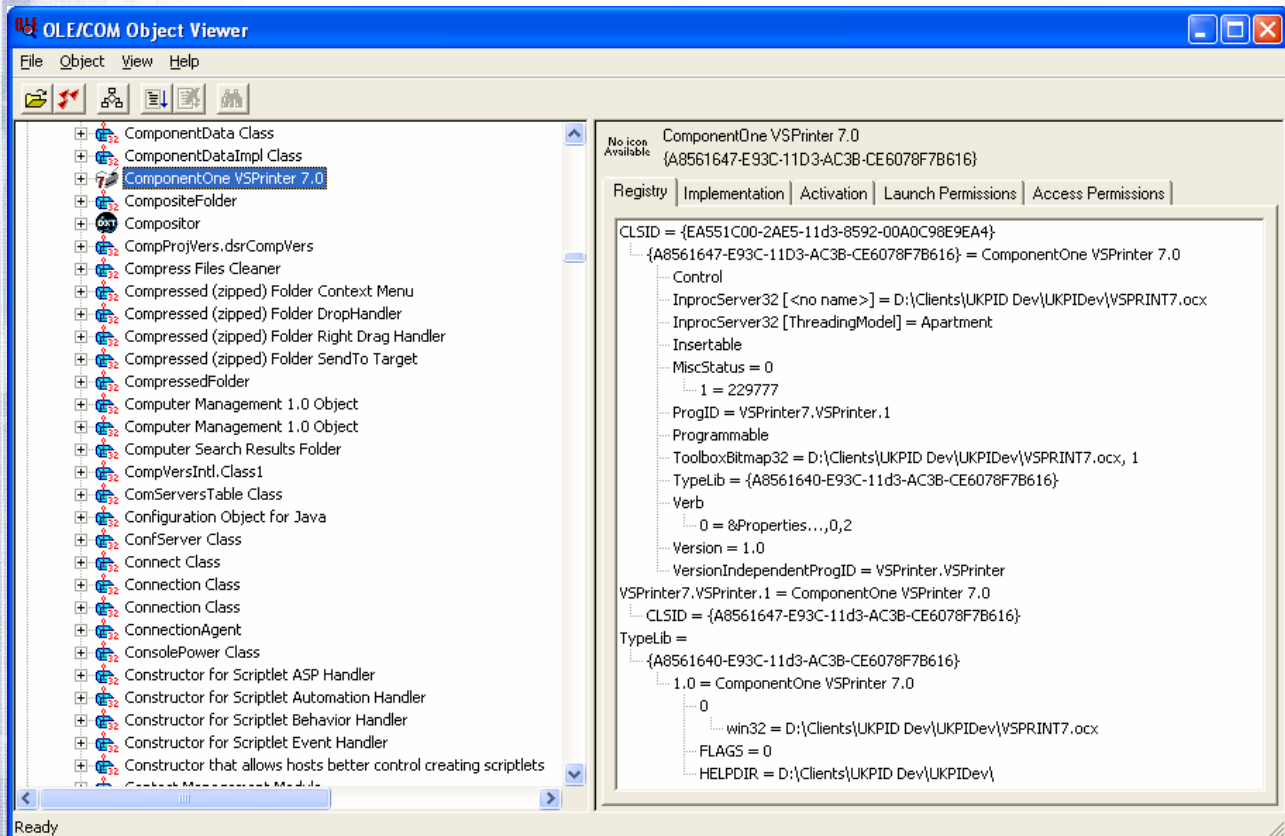 OLE/COM Object Viewer
File Object View Help
ComponentData Class
ComponentDataImpl Class
ComponentOne VSPrinter 7.0
CompositeFolder
Compositor
CompProjVers.dsrCompVers
Compress Files Cleaner
Compressed (zipped) Folder Context Menu
Compressed (zipped) Folder DropHandler
Compressed (zipped) Folder Right Drag Handler
Compressed (zipped) Folder SendTo Target
CompressedFolder
Computer Management 1.0 Object
Computer Management 1.0 Object
Computer Search Results Folder
CompVersIntl.Class1
ComServersTable Class
Configuration Object for Java
ConfServer Class
Connect Class
Connection Class
Connection Class
ConnectionAgent
ConsolePower Class
Constructor for Scriptlet ASP Handler
Constructor for Scriptlet Automation Handler
Constructor for Scriptlet Behavior Handler
Constructor for Scriptlet Event Handler
Constructor that allows hosts better control creating scriptlets
No icon Available
ComponentOne VSPrinter 7.0
{A8561647-E93C-11D3-AC3B-CE6078F7B616}
Registry Implementation Activation Launch Permissions Access Permissions
CLSID = {EA551C00-2AE5-11d3-8592-00A0C98E9EA4}
{A8561647-E93C-11D3-AC3B-CE6078F7B616} = ComponentOne VSPrinter 7.0
Control
InprocServer32 [<no name>] = D:\Clients\UKPID Dev\UKPIDev\VSPRINT7.ocx
InprocServer32 [ThreadingModel] = Apartment
Insertable
MiscStatus = 0
1 = 229777
ProgID = VSPrinter7.VSPrinter.1
Programmable
ToolboxBitmap32 = D:\Clients\UKPID Dev\UKPIDev\VSPRINT7.ocx, 1
TypeLib = {A8561640-E93C-11d3-AC3B-CE6078F7B616}
Verb
0 = &Properties...,0,2
Version = 1.0
VersionIndependentProgID = VSPrinter.VSPrinter
VSPrinter7.VSPrinter.1 = ComponentOne VSPrinter 7.0
CLSID = {A8561647-E93C-11d3-AC3B-CE6078F7B616}
TypeLib =
{A8561640-E93C-11d3-AC3B-CE6078F7B616}
1.0 = ComponentOne VSPrinter 7.0
0
win32 = D:\Clients\UKPID Dev\UKPIDev\VSPRINT7.ocx
FLAGS = 0
HELPDIR = D:\Clients\UKPID Dev\UKPIDev\
Ready